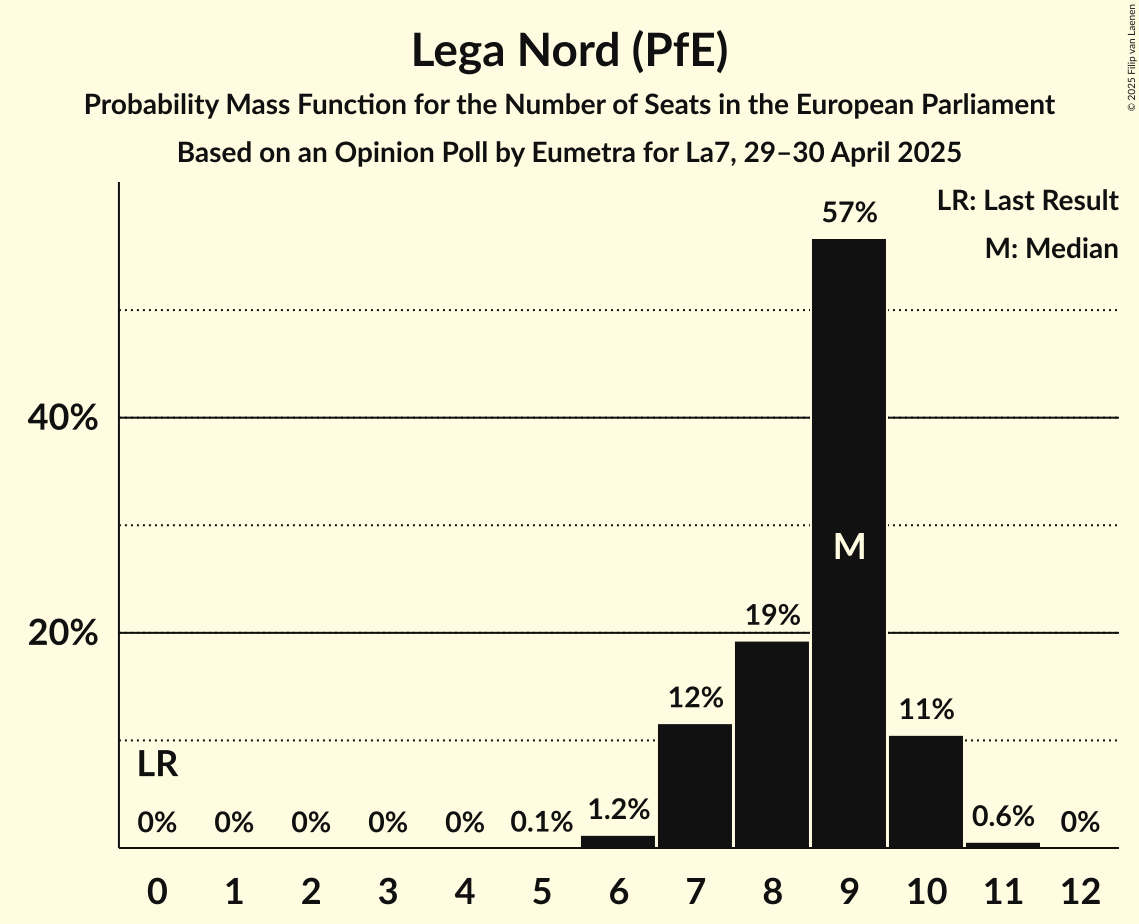 Lega Nord (PfE)
Probability Mass Function for the Number of Seats in the European Parliament
Based on an Opinion Poll by Eumetra for La7, 29–30 April 2025
© 2025 Filip van Laenen
LR: Last Result
M: Median
57%
40%
M
20%
19%
12%
11%
LR
0% 0% 0% 0% 0% 0.1% 1.2% 0.6% 0%
0 1 2 3 4 5 6 7 8 9 10 11 12